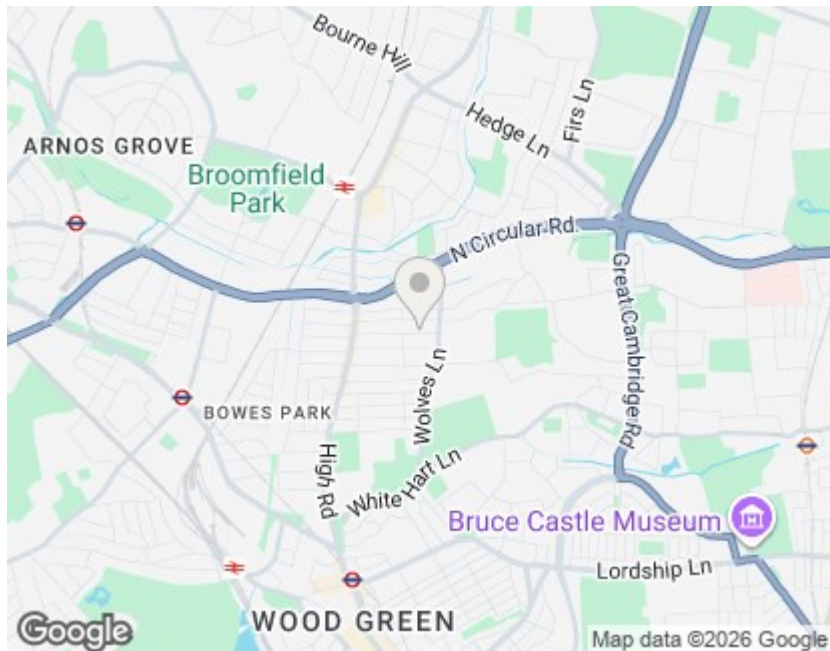 Bourne Hill
Firs Ln
Hedge Ln
ARNOS GROVE
Broomfield
Park
N Circular Rd.
Great Cambridge Rd
Wolves Ln
BOWES PARK
High Rd
White Hart Ln
Bruce Castle Museum
Lordship Ln
WOOD GREEN
Google
Map data ©2026 Google